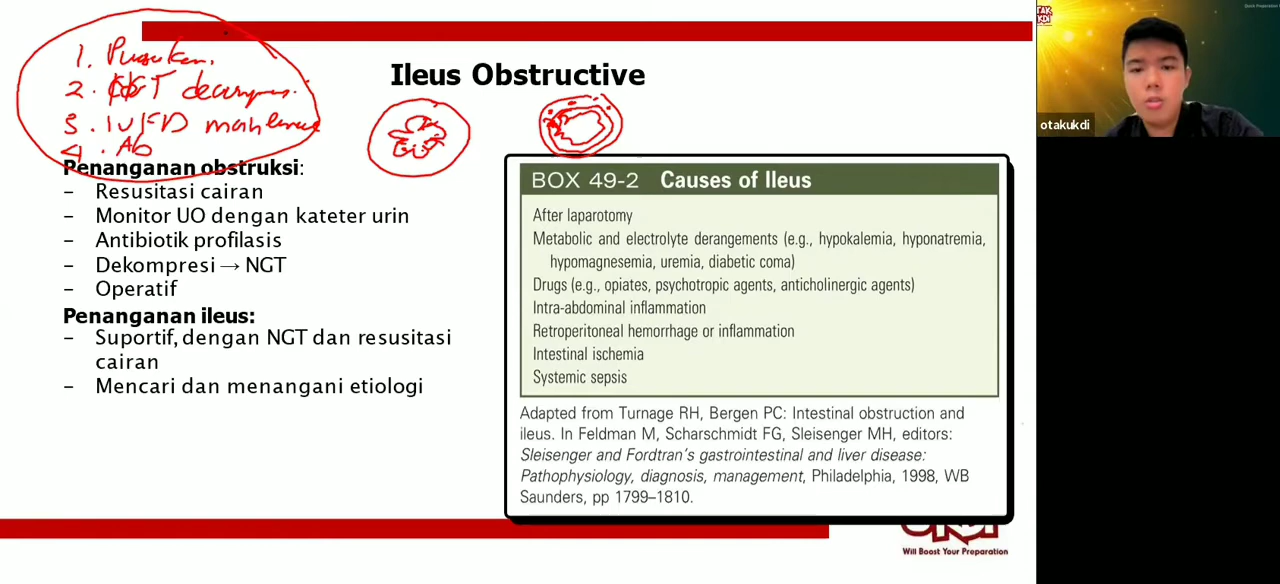 1. Puasakan
2. NGT dekompresi
3. IVFD maintenance
4. Ab
Ileus Obstructive
Penanganan obstruksi:
– Resusitasi cairan
– Monitor UO dengan kateter urin
– Antibiotik profilasis
– Dekompresi → NGT
– Operatif
Penanganan ileus:
– Suportif, dengan NGT dan resusitasi
cairan
– Mencari dan menangani etiologi
BOX 49-2 Causes of Ileus
After laparotomy
Metabolic and electrolyte derangements (e.g., hypokalemia, hyponatremia,
hypomagnesemia, uremia, diabetic coma)
Drugs (e.g., opiates, psychotropic agents, anticholinergic agents)
Intra-abdominal inflammation
Retroperitoneal hemorrhage or inflammation
Intestinal ischemia
Systemic sepsis
Adapted from Turnage RH, Bergen PC: Intestinal obstruction and
ileus. In Feldman M, Scharschmidt FG, Sleisenger MH, editors:
Sleisenger and Fordtran's gastrointestinal and liver disease:
Pathophysiology, diagnosis, management, Philadelphia, 1998, WB
Saunders, pp 1799–1810.
Will Boost Your Preparation
otakukdi